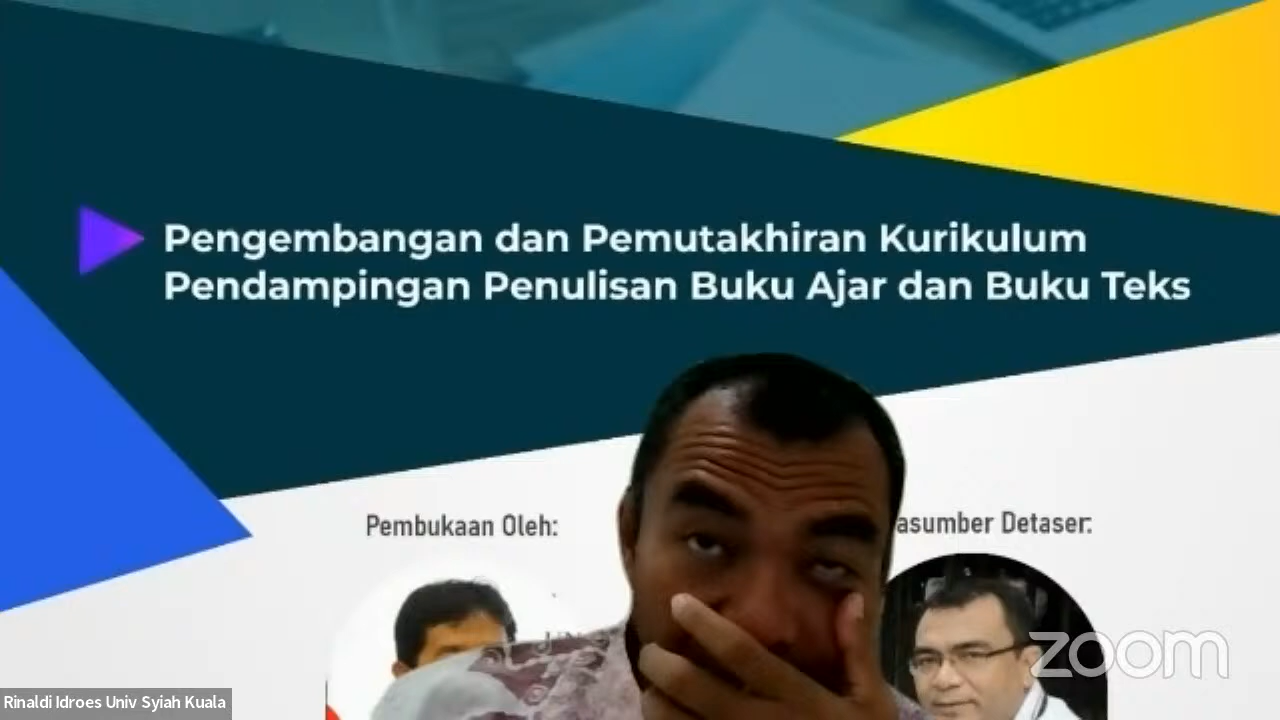 Pengembangan dan Pemutakhiran Kurikulum
Pendampingan Penulisan Buku Ajar dan Buku Teks
Pembukaan Oleh:
asumber Detaser:
zoom
Rinaldi Idroes Univ Syiah Kuala